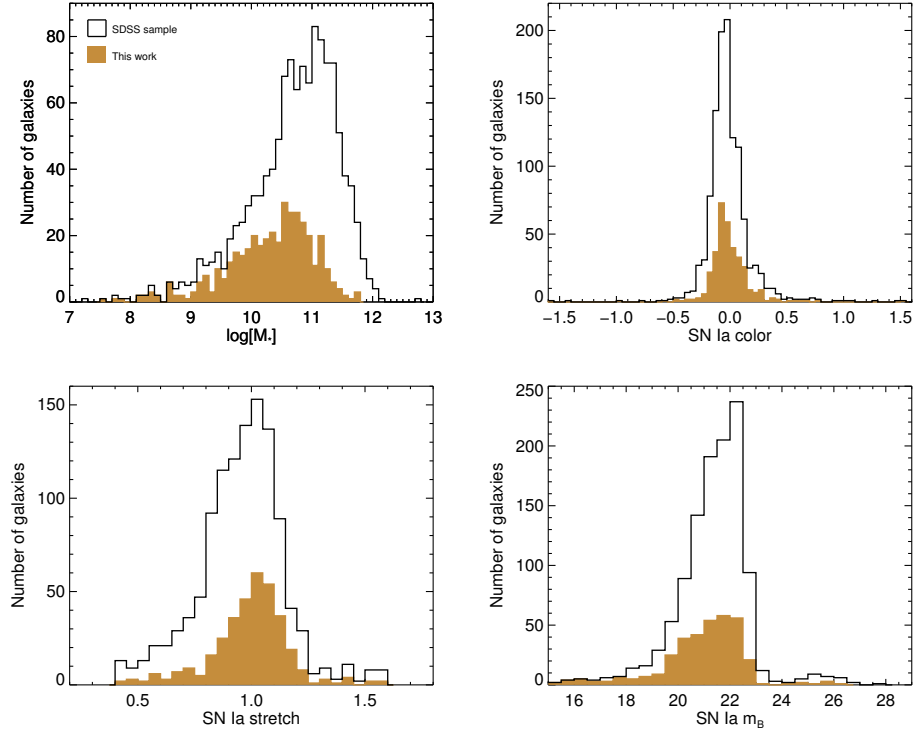 SDSS sample
This work
Number of galaxies
80
60
40
20
0
7 8 9 10 11 12 13
log[M*]
Number of galaxies
200
150
100
50
0
−1.5 −1.0 −0.5 0.0 0.5 1.0 1.5
SN Ia color
Number of galaxies
150
100
50
0
0.5 1.0 1.5
SN Ia stretch
Number of galaxies
250
200
150
100
50
0
16 18 20 22 24 26 28
SN Ia mB